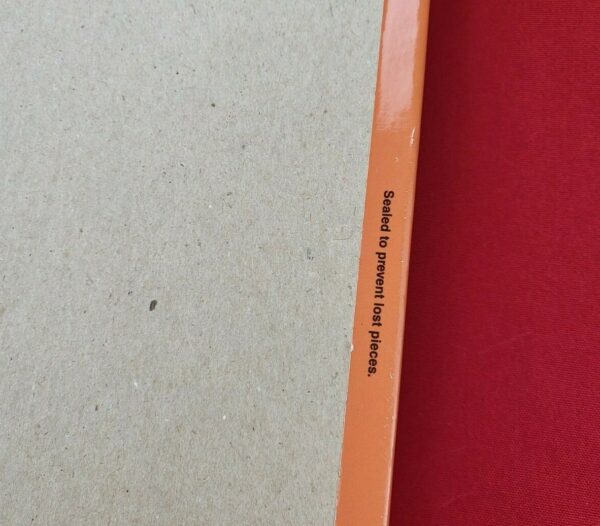 Sealed to prevent lost pieces.